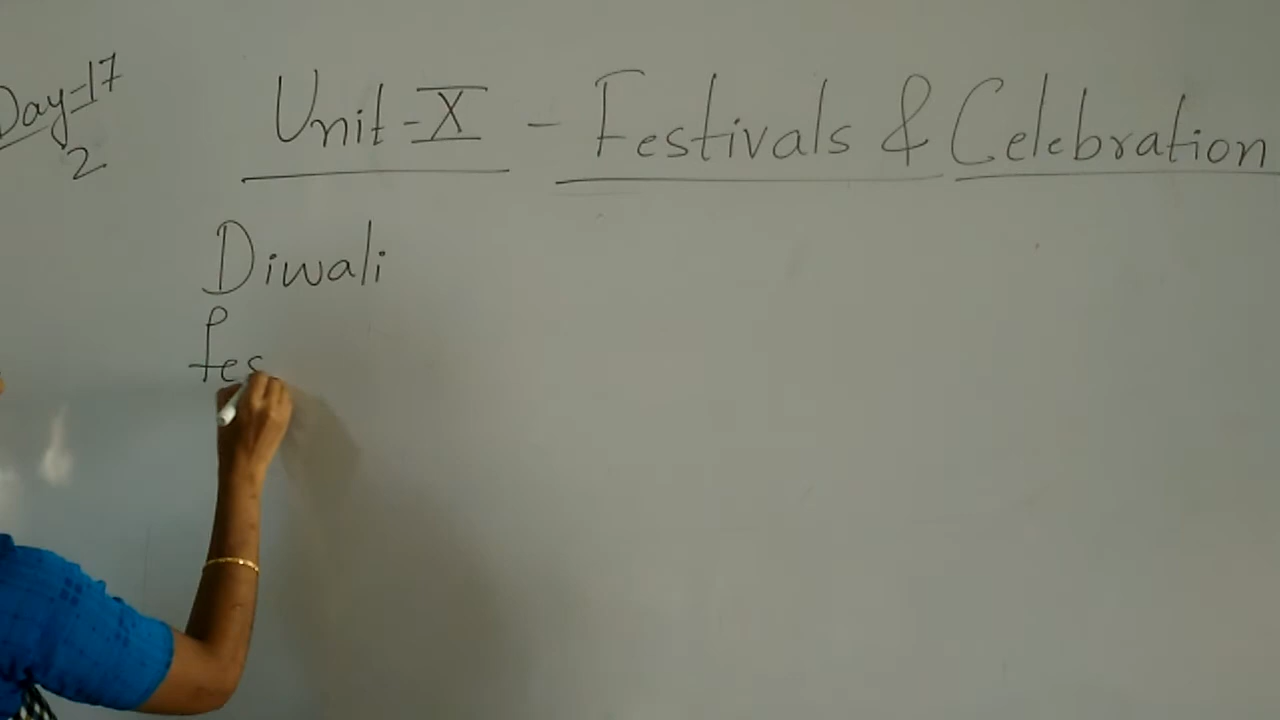 Day=17
2
Unit-X - Festivals & Celebration
Diwali
fes